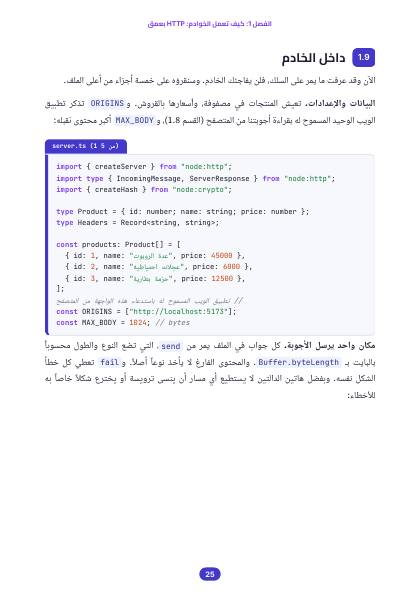 الفصل 1: كيف تعمل الخوادم: HTTP بعمق
1.9 داخل الخادم
الآن وقد عرفت ما يمر على السلك، فلن يفاجئك الخادم. وسنقرؤه على خمسة أجزاء من أعلى الملف.
البيانات والإعدادات. تعيش المنتجات في مصفوفة، وأسعارها بالقروش. و ORIGINS تذكر تطبيق
الويب الوحيد المسموح له بقراءة أجوبتنا من المتصفح (القسم 1.8)، و MAX_BODY أكبر محتوى نقبله:
server.ts (1 من 5)
import { createServer } from "node:http";
import type { IncomingMessage, ServerResponse } from "node:http";
import { createHash } from "node:crypto";
type Product = { id: number; name: string; price: number };
type Headers = Record<string, string>;
const products: Product[] = [
{ id: 1, name: "عدة الروبوت", price: 45000 },
{ id: 2, name: "عجلات احتياطية", price: 6000 },
{ id: 3, name: "حزمة بطارية", price: 12500 },
];
// تطبيق الويب المسموح له باستدعاء هذه الواجهة من المتصفح
const ORIGINS = ["http://localhost:5173"];
const MAX_BODY = 1024; // bytes
مكان واحد يرسل الأجوبة. كل جواب في الملف يمر من send، التي تضع النوع والطول محسوباً
بالبايت بـ Buffer.byteLength. والمحتوى الفارغ لا يأخذ نوعاً أصلاً. و fail تعطي كل خطأ
الشكل نفسه. وبفضل هاتين الدالتين لا يستطيع أي مسار أن ينسى ترويسة أو يخترع شكلاً خاصاً به
للأخطاء:
25